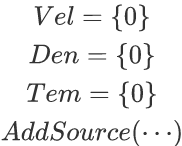 Vel = {0}
Den = {0}
Tem = {0}
AddSource(⋯)